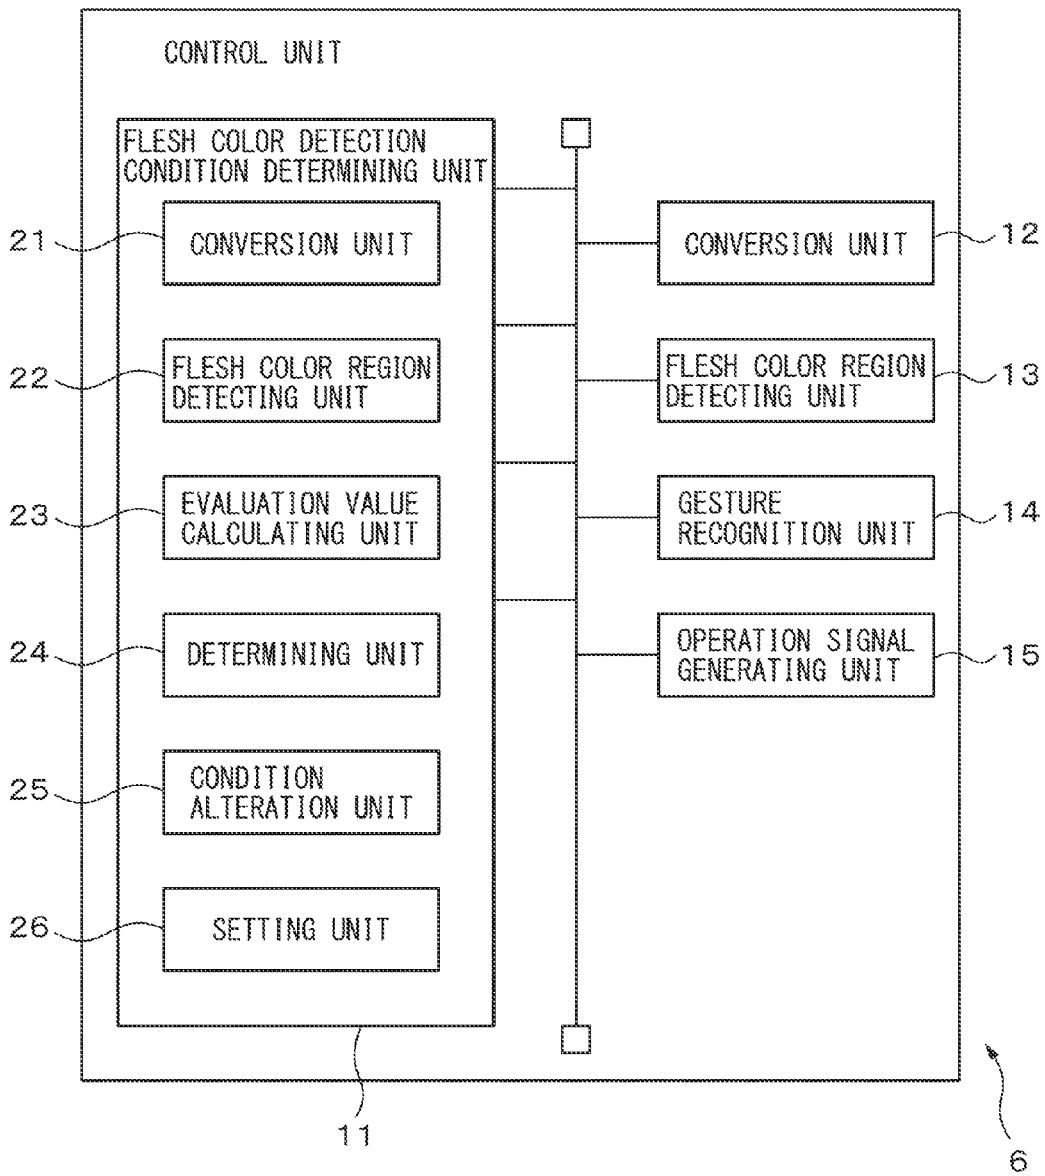 CONTROL UNIT
FLESH COLOR DETECTION
CONDITION DETERMINING UNIT
21
CONVERSION UNIT
22
FLESH COLOR REGION
DETECTING UNIT
23
EVALUATION VALUE
CALCULATING UNIT
24
DETERMINING UNIT
25
CONDITION
ALTERATION UNIT
26
SETTING UNIT
11
CONVERSION UNIT
12
FLESH COLOR REGION
DETECTING UNIT
13
GESTURE
RECOGNITION UNIT
14
OPERATION SIGNAL
GENERATING UNIT
15
6